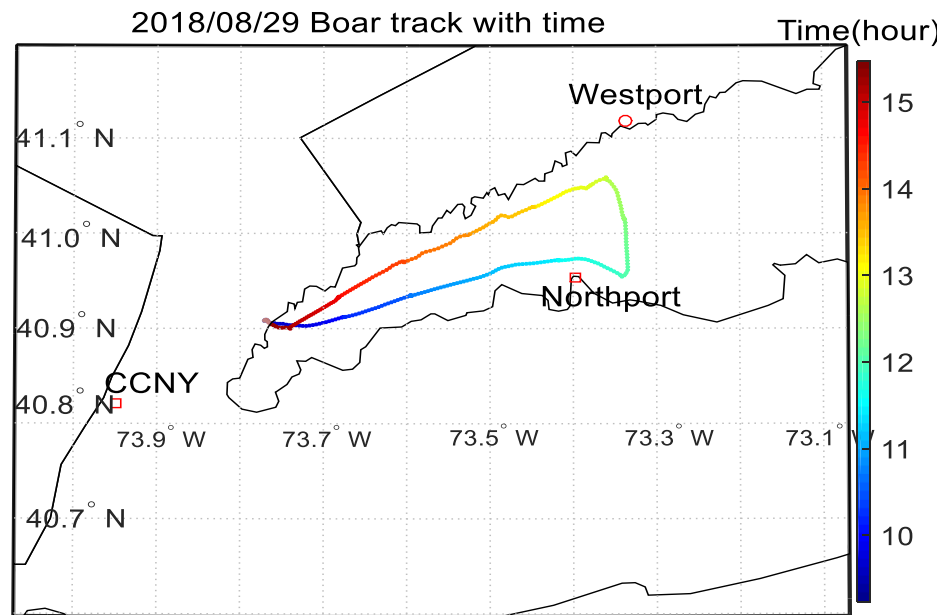 2018/08/29 Boar track with time
Time(hour)
Westport
41.1° N
41.0° N
Northport
40.9° N
CCNY
40.8° N
73.9° W 73.7° W 73.5° W 73.3° W 73.1° W
40.7° N
15
14
13
12
11
10